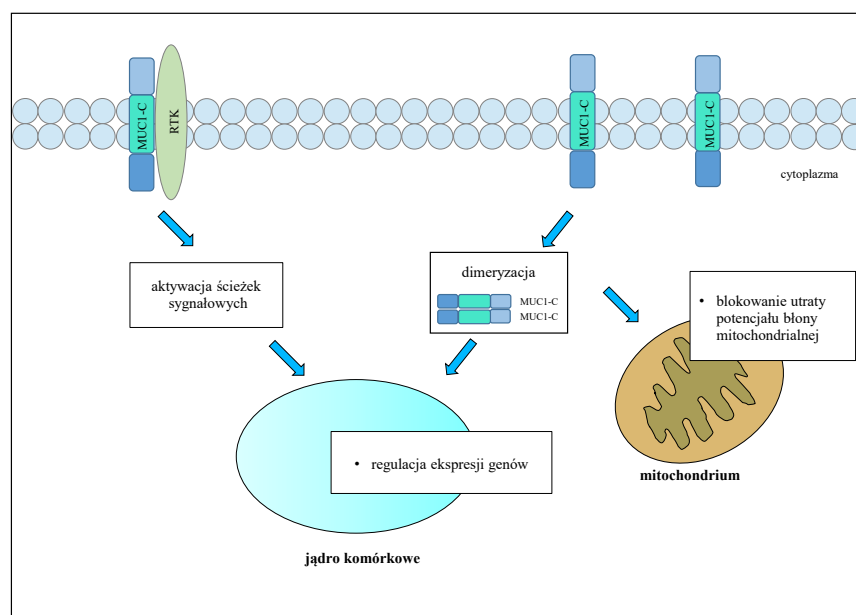 MUC1-C
RTK
MUC1-C
MUC1-C
cytoplazma
aktywacja ścieżek
sygnałowych
dimeryzacja
MUC1-C
MUC1-C
• blokowanie utraty
potencjału błony
mitochondrialnej
• regulacja ekspresji genów
mitochondrium
jądro komórkowe